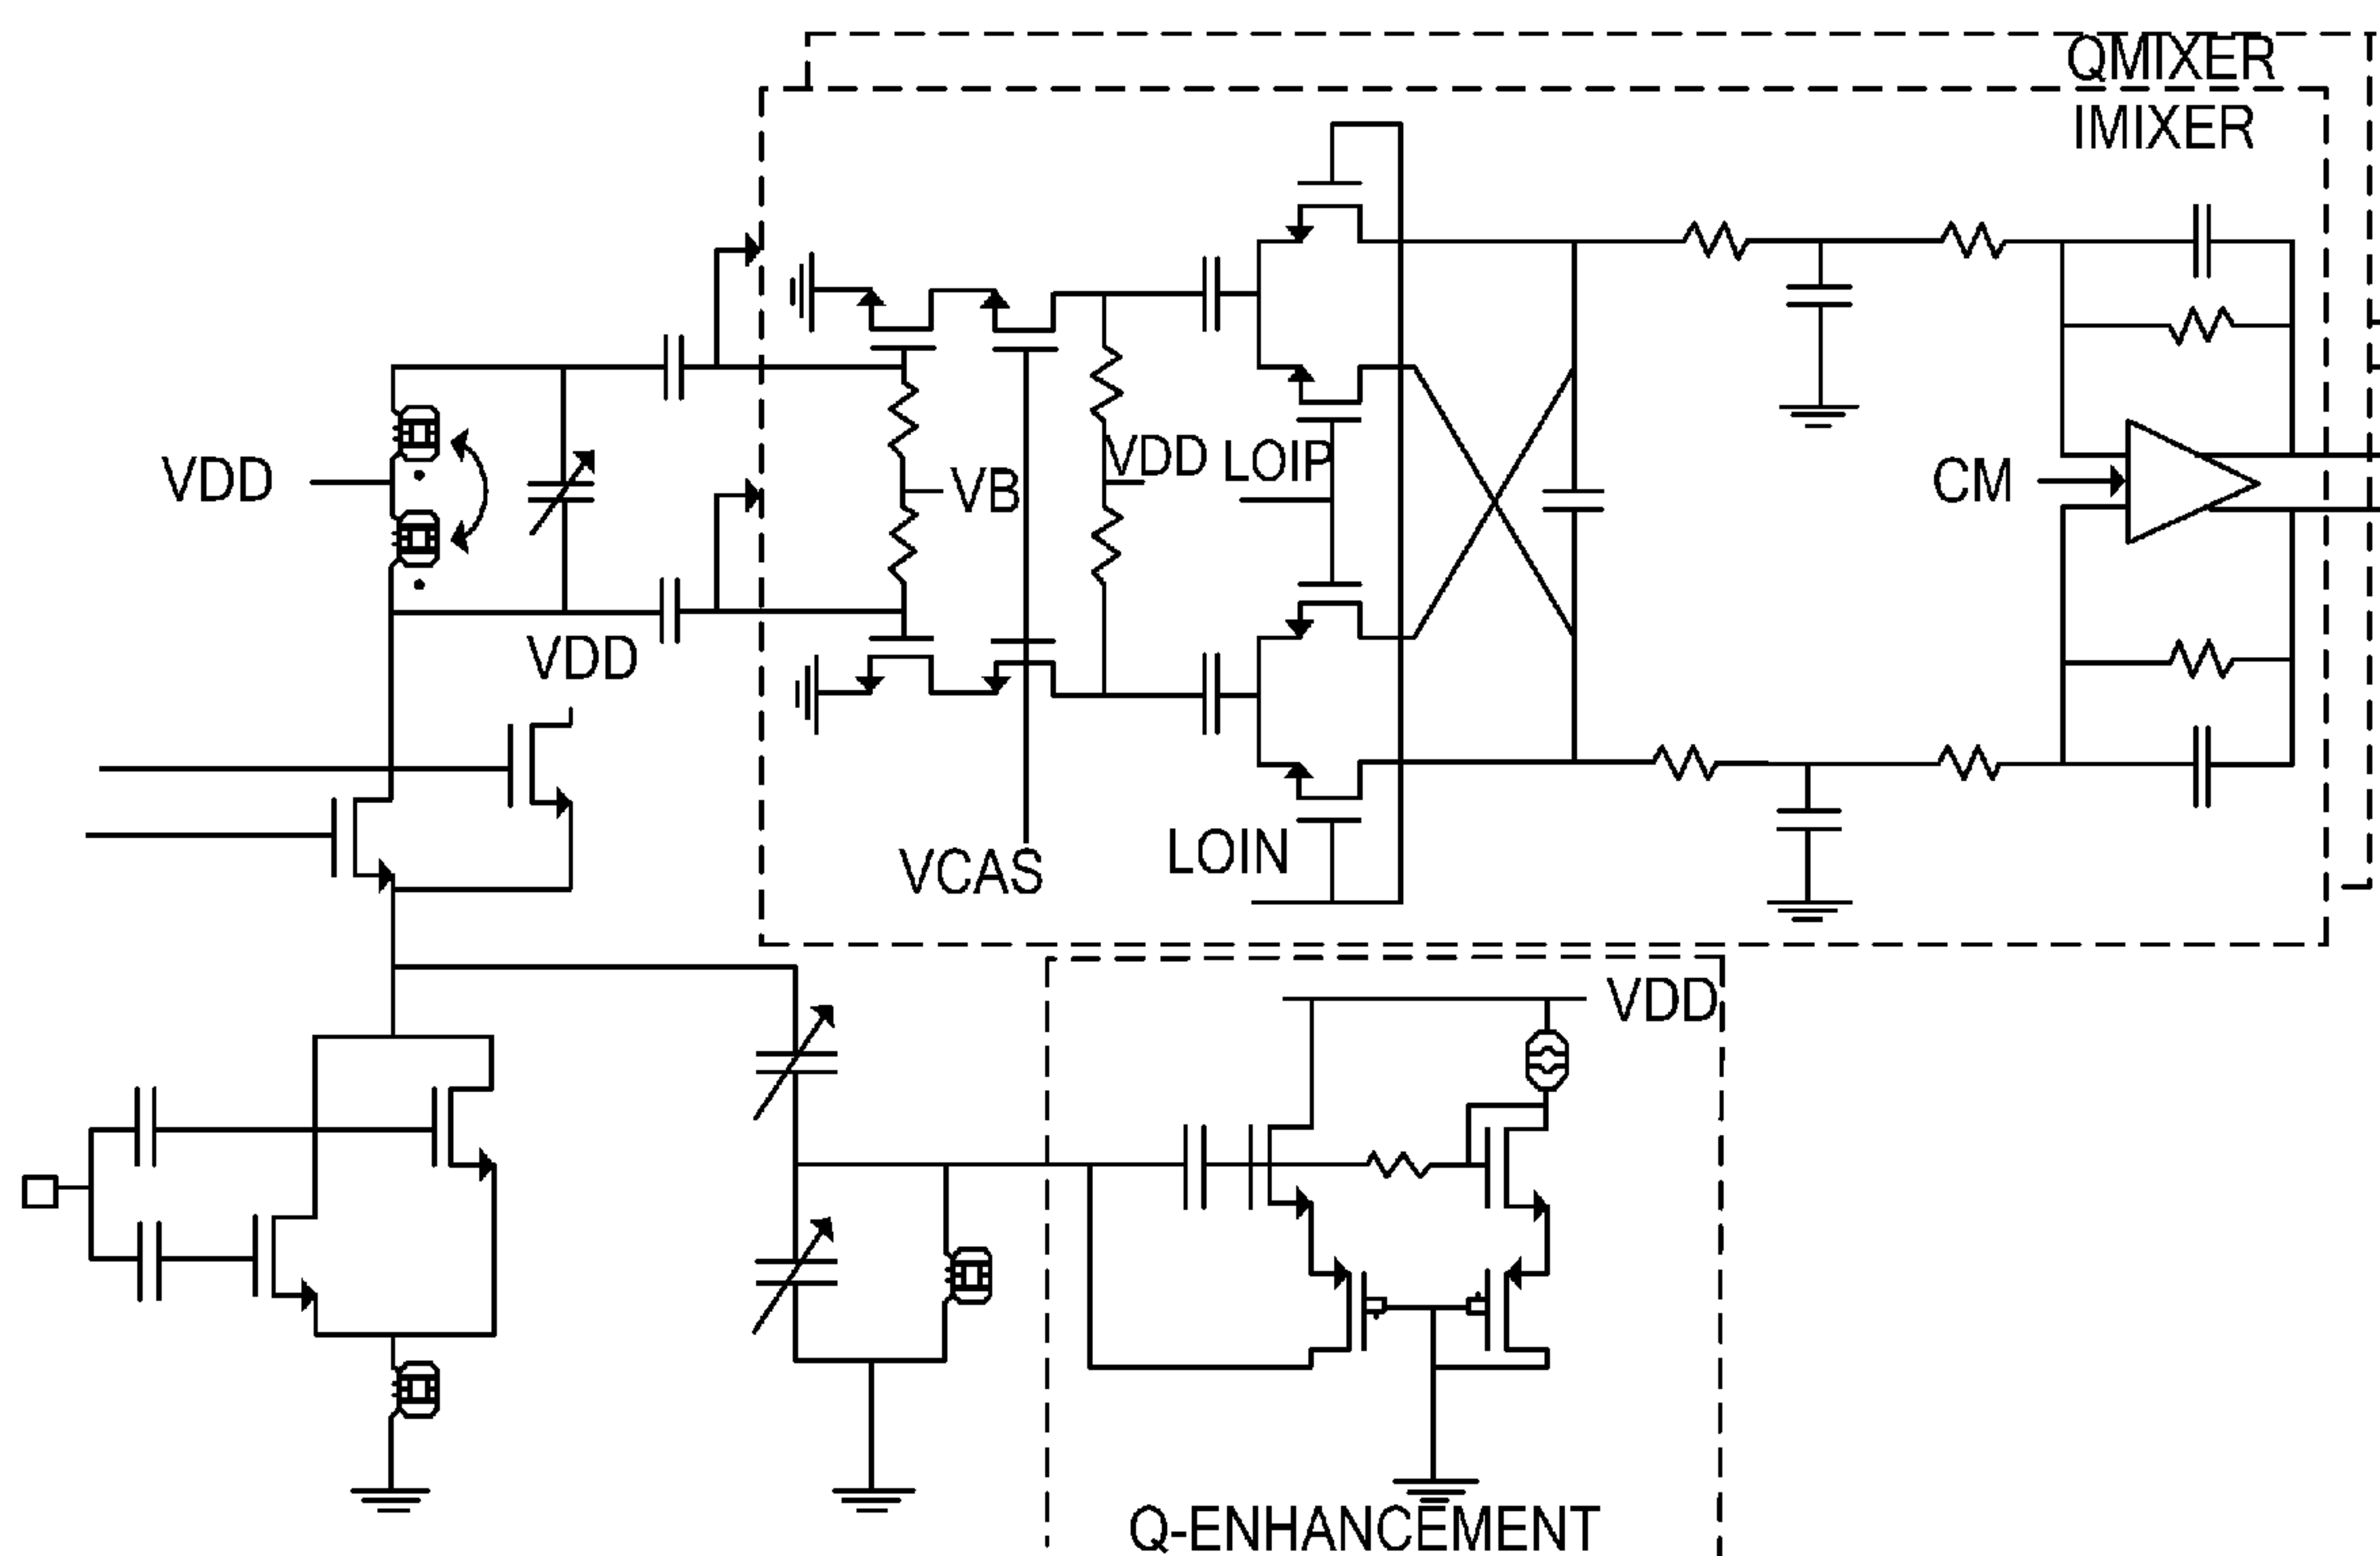 QMIXER
IMIXER
VDD
VB
VDD
LOIP
CM
VDD
VCAS
LOIN
VDD
Q-ENHANCEMENT